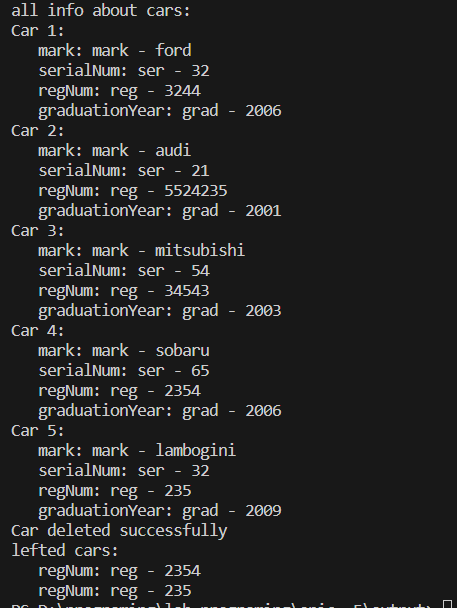 all info about cars:
Car 1:
mark: mark - ford
serialNum: ser - 32
regNum: reg - 3244
graduationYear: grad - 2006
Car 2:
mark: mark - audi
serialNum: ser - 21
regNum: reg - 5524235
graduationYear: grad - 2001
Car 3:
mark: mark - mitsubishi
serialNum: ser - 54
regNum: reg - 34543
graduationYear: grad - 2003
Car 4:
mark: mark - sobaru
serialNum: ser - 65
regNum: reg - 2354
graduationYear: grad - 2006
Car 5:
mark: mark - lambogini
serialNum: ser - 32
regNum: reg - 235
graduationYear: grad - 2009
Car deleted successfully
lefted cars:
regNum: reg - 2354
regNum: reg - 235